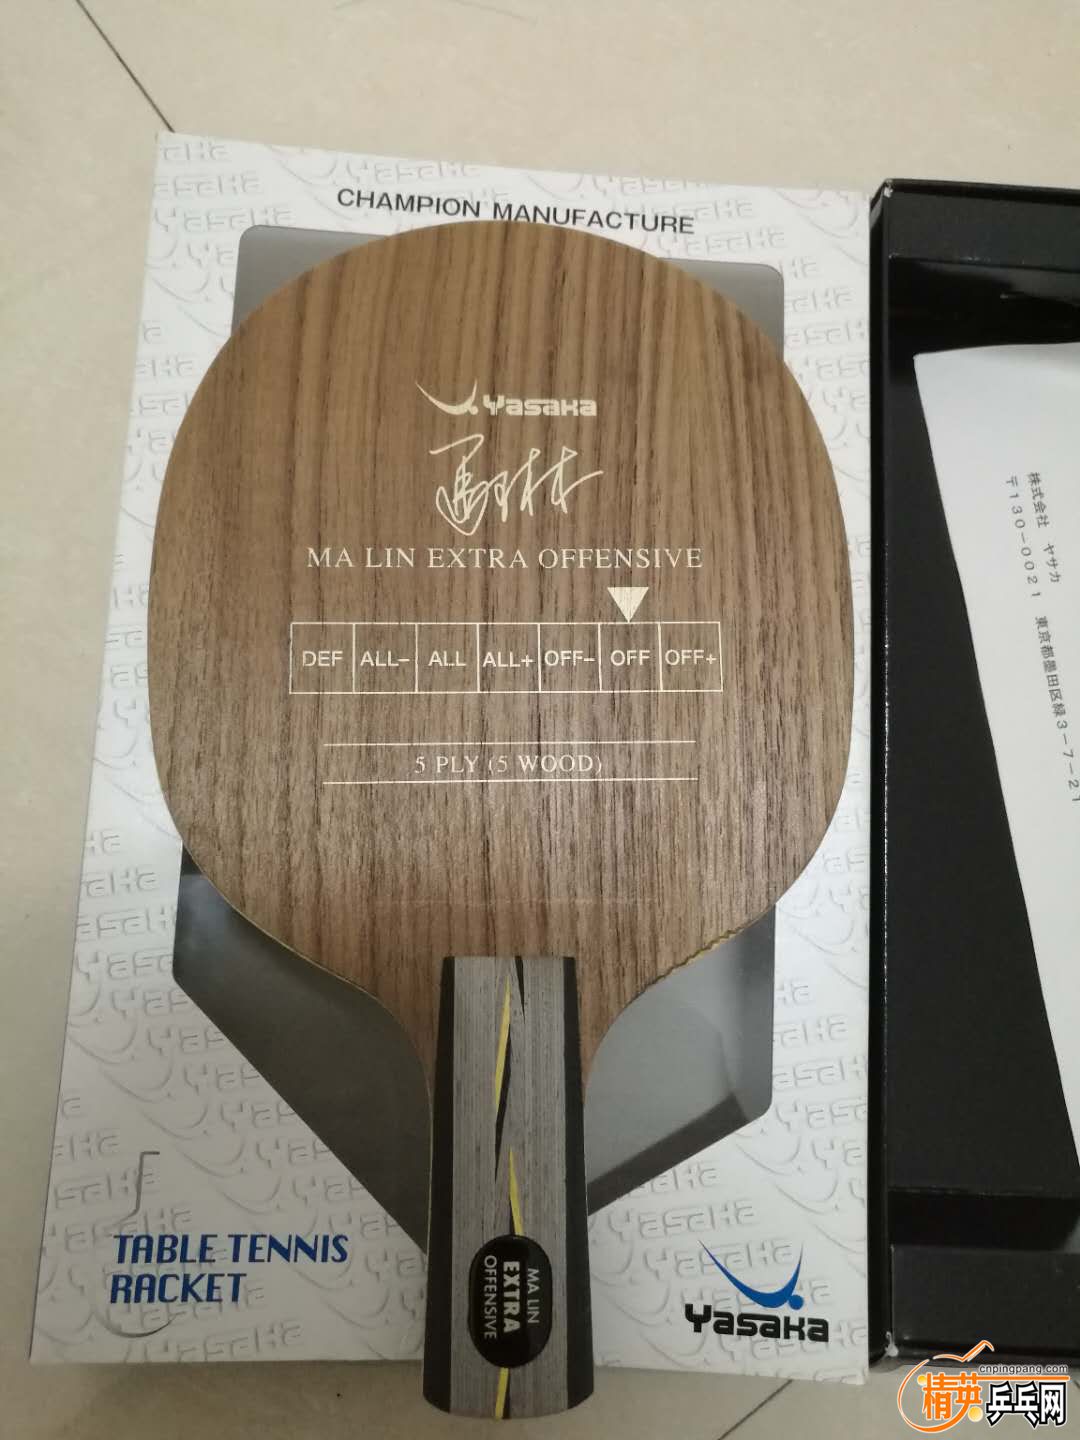 CHAMPION MANUFACTURE
Yasaka
馬琳
MA LIN EXTRA OFFENSIVE
DEF ALL- ALL ALL+ OFF- OFF OFF+
5 PLY (5 WOOD)
MA LIN
EXTRA
OFFENSIVE
TABLE TENNIS
RACKET
Yasaka
株式会社 ヤサカ
〒130-0021 東京都墨田区緑3-7-21
cnpingpang.com
精英乒乓网